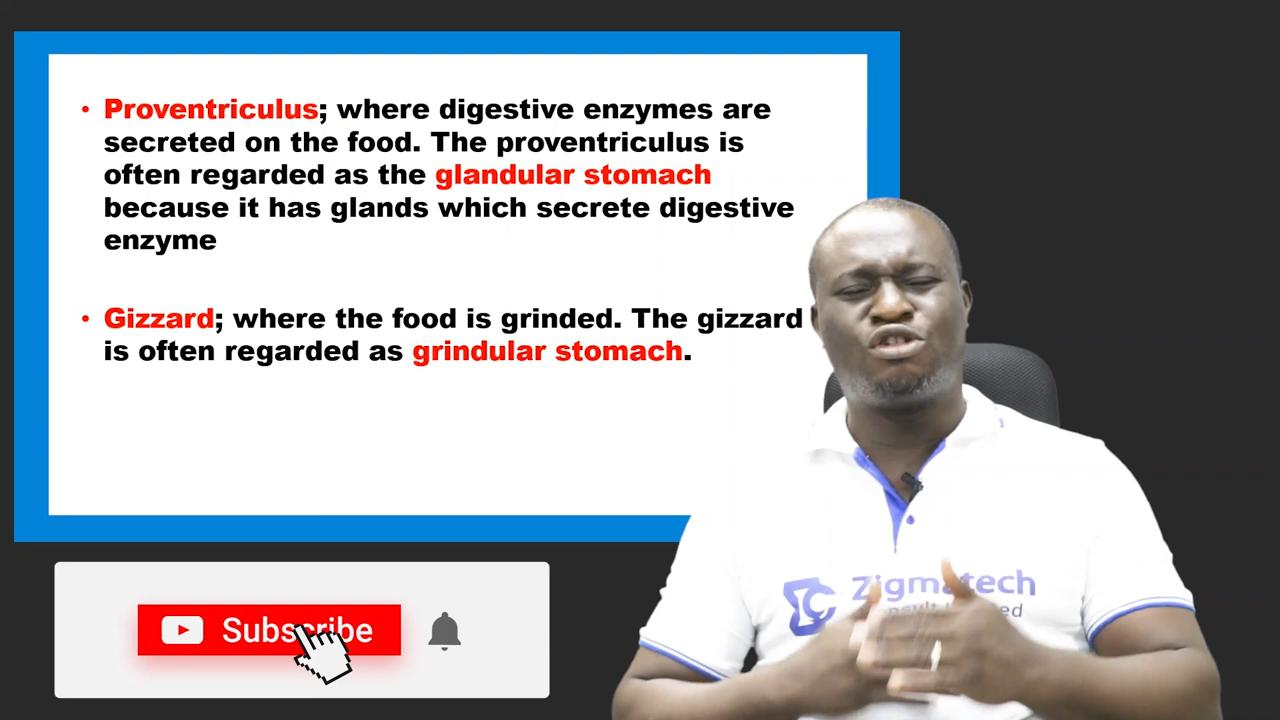 • Proventriculus; where digestive enzymes are
secreted on the food. The proventriculus is
often regarded as the glandular stomach
because it has glands which secrete digestive
enzyme
• Gizzard; where the food is grinded. The gizzard
is often regarded as grindular stomach.
Zigmatech
Subscribe